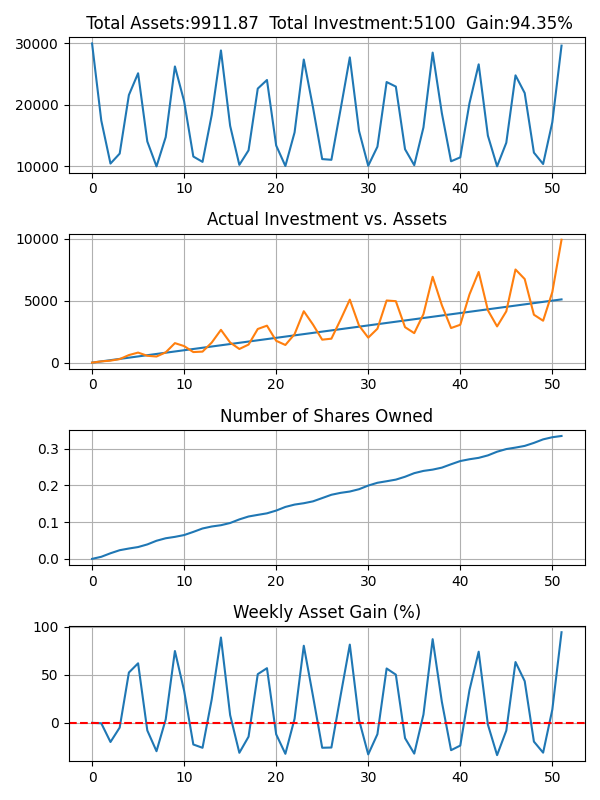 Total Assets:9911.87 Total Investment:5100 Gain:94.35%
30000
20000
10000
0 10 20 30 40 50
Actual Investment vs. Assets
10000
5000
0
0 10 20 30 40 50
Number of Shares Owned
0.3
0.2
0.1
0.0
0 10 20 30 40 50
Weekly Asset Gain (%)
100
50
0
0 10 20 30 40 50